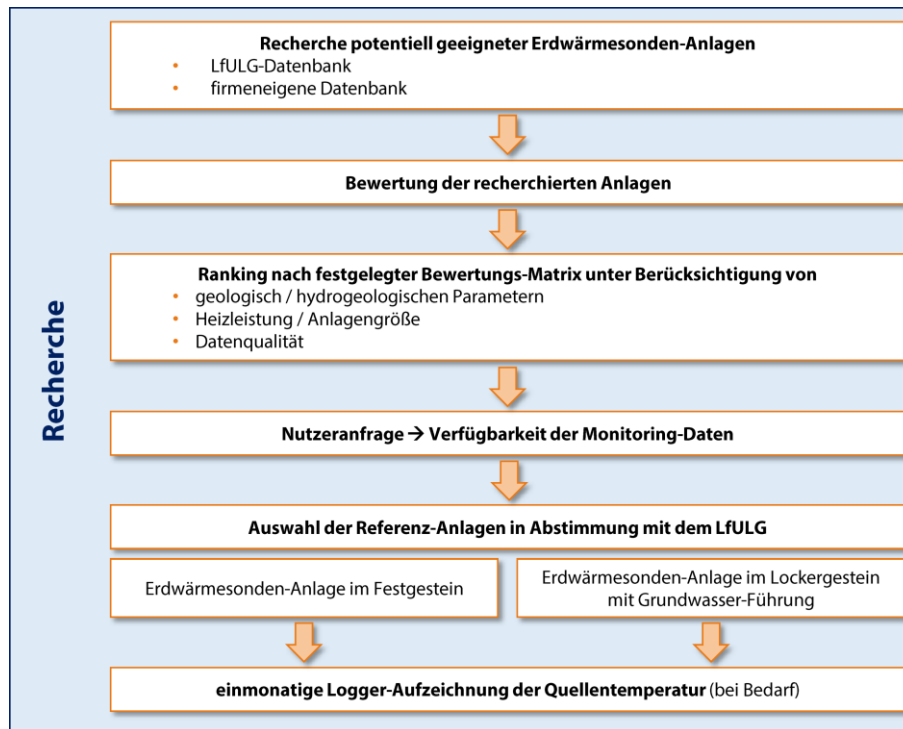 Recherche
Recherche potentiell geeigneter Erdwärmesonden-Anlagen
• LfULG-Datenbank
• firmeneigene Datenbank
Bewertung der recherchierten Anlagen
Ranking nach festgelegter Bewertungs-Matrix unter Berücksichtigung von
• geologisch / hydrogeologischen Parametern
• Heizleistung / Anlagengröße
• Datenqualität
Nutzeranfrage → Verfügbarkeit der Monitoring-Daten
Auswahl der Referenz-Anlagen in Abstimmung mit dem LfULG
Erdwärmesonden-Anlage im Festgestein
Erdwärmesonden-Anlage im Lockergestein
mit Grundwasser-Führung
einmonatige Logger-Aufzeichnung der Quellentemperatur (bei Bedarf)